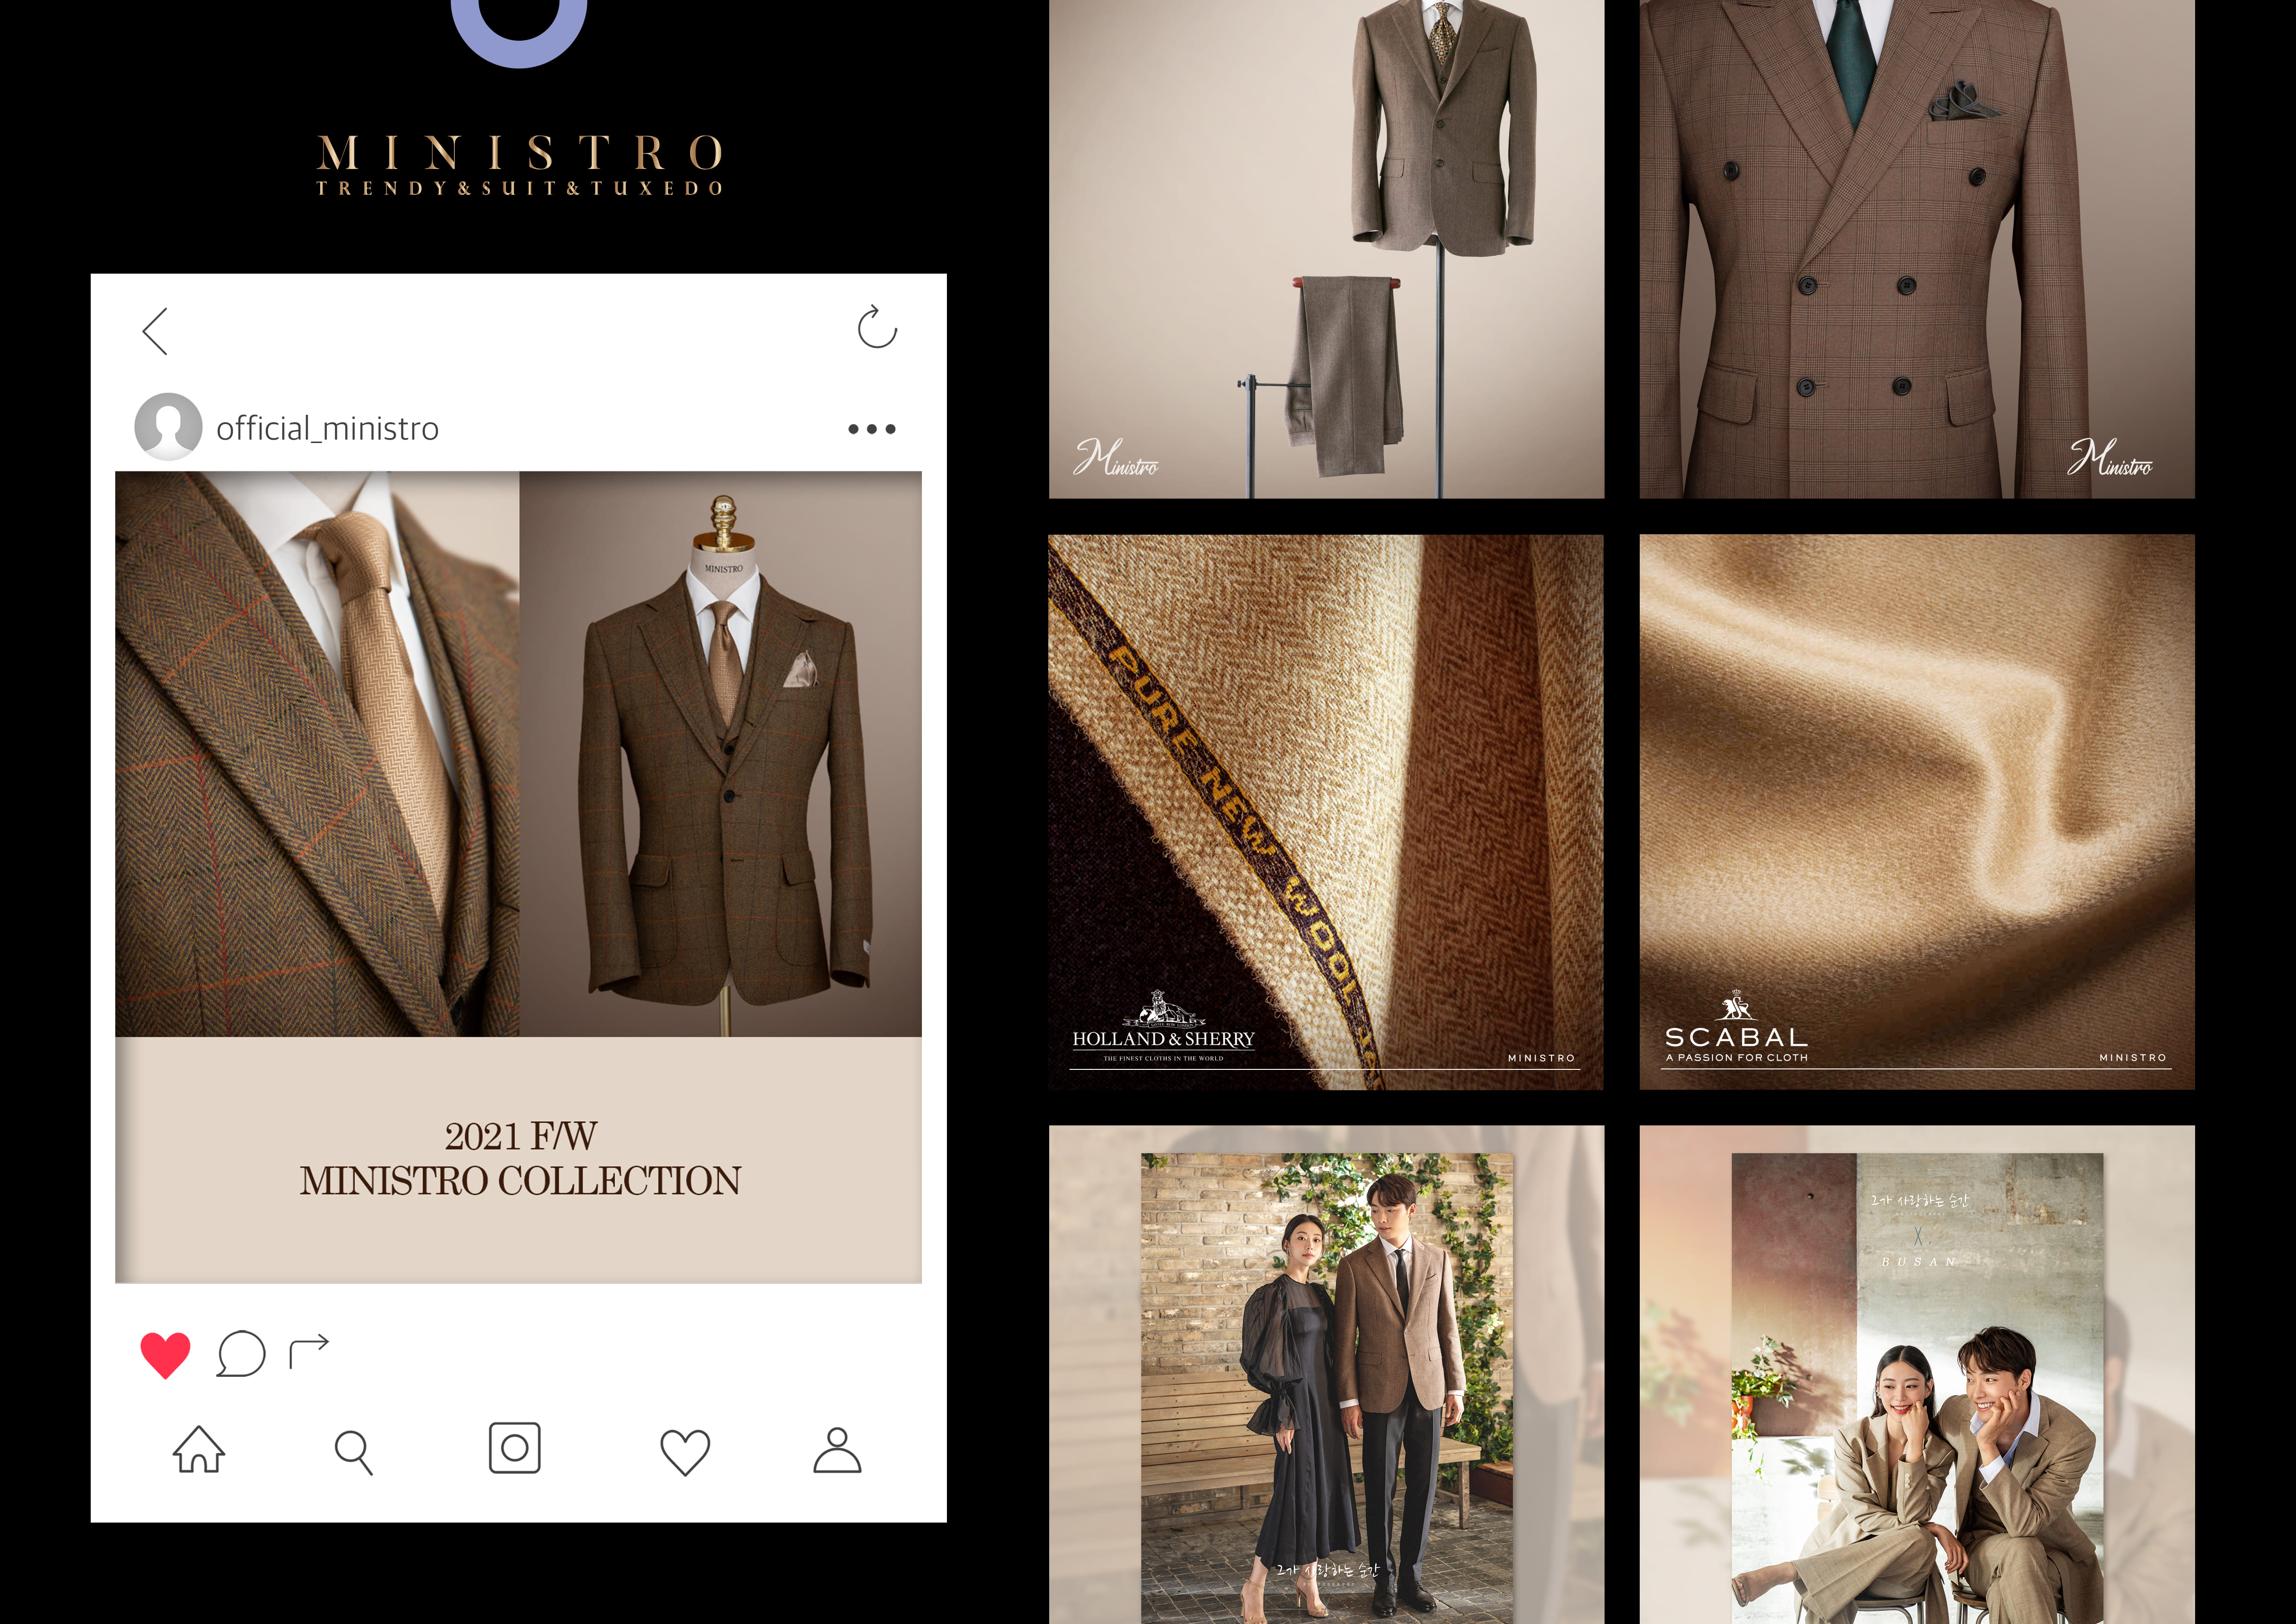 MINISTRO
TRENDY&SUIT&TUXEDO
official_ministro
MINISTRO
2021 F/W
MINISTRO COLLECTION
Ministro
Ministro
PURE NEW WOOL
HOLLAND & SHERRY
THE FINEST CLOTHS IN THE WORLD
MINISTRO
SCABAL
A PASSION FOR CLOTH
MINISTRO
그가 사랑하는 순간
그가 사랑하는 순간
X
BUSAN